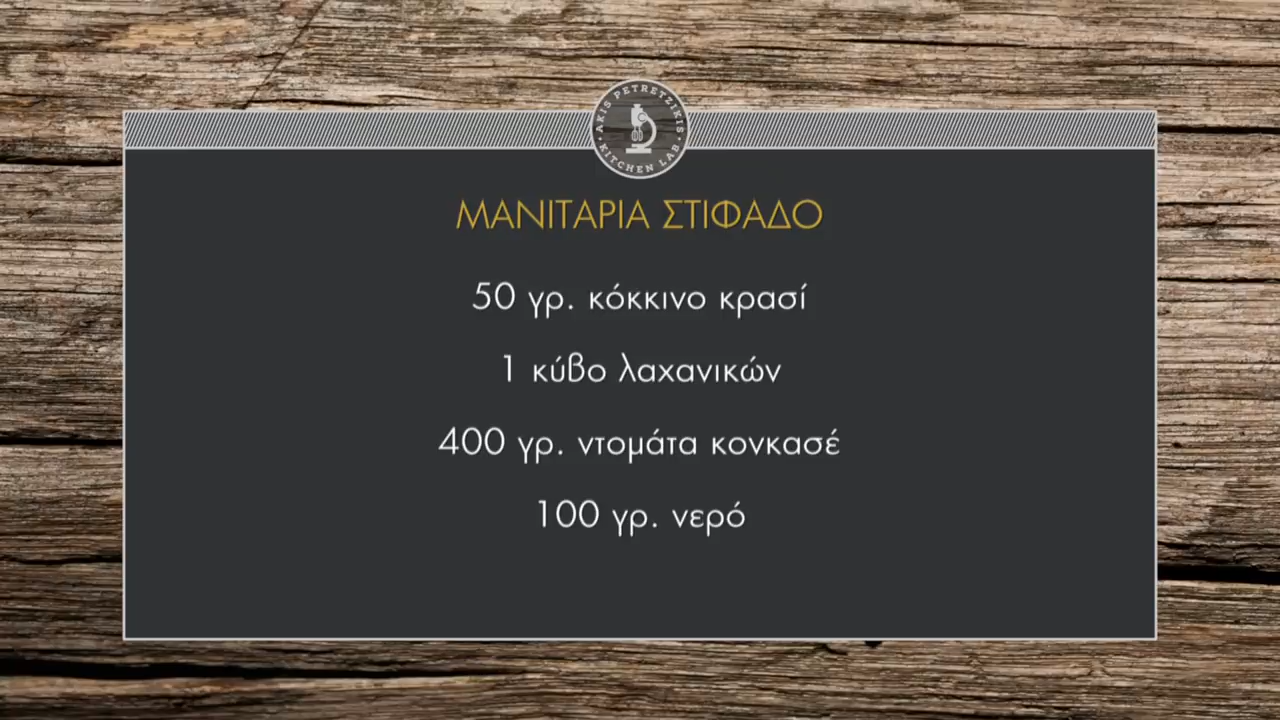 AKIS PETRETZIKIS
KITCHEN LAB
ΜΑΝΙΤΑΡΙΑ ΣΤΙΦΑΔΟ
50 γρ. κόκκινο κρασί
1 κύβο λαχανικών
400 γρ. ντομάτα κονκασέ
100 γρ. νερό